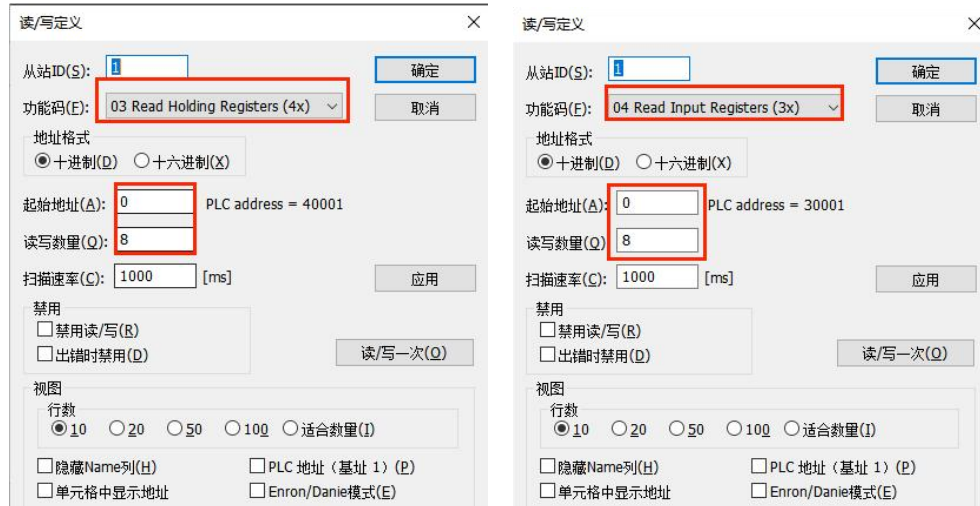 读/写定义
从站ID(S): 1 确定
功能码(F): 03 Read Holding Registers (4x) 取消
地址格式
十进制(D) 十六进制(X)
起始地址(A): 0 PLC address = 40001
读写数量(Q): 8
扫描速率(C): 1000 [ms] 应用
禁用
禁用读/写(R)
出错时禁用(D)
读/写一次(O)
视图
行数
10 20 50 100 适合数量(I)
隐藏Name列(H) PLC 地址（基址 1）(P)
单元格中显示地址 Enron/Danie模式(E)
读/写定义
从站ID(S): 1 确定
功能码(F): 04 Read Input Registers (3x) 取消
地址格式
十进制(D) 十六进制(X)
起始地址(A): 0 PLC address = 30001
读写数量(Q) 8
扫描速率(C): 1000 [ms] 应用
禁用
禁用读/写(R)
出错时禁用(D)
读/写一次(O)
视图
行数
10 20 50 100 适合数量(I)
隐藏Name列(H) PLC 地址（基址 1）(P)
单元格中显示地址 Enron/Danie模式(E)